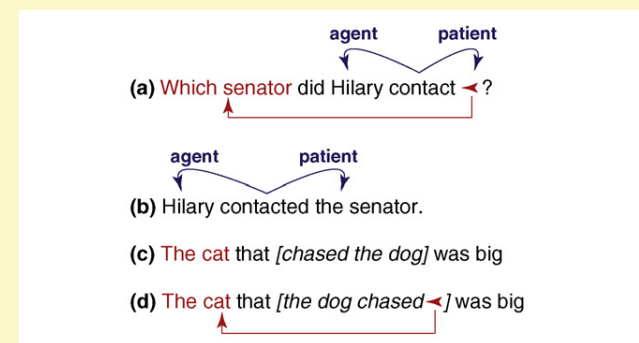 agent patient
(a) Which senator did Hilary contact ?
agent patient
(b) Hilary contacted the senator.
(c) The cat that [chased the dog] was big
(d) The cat that [the dog chased ] was big